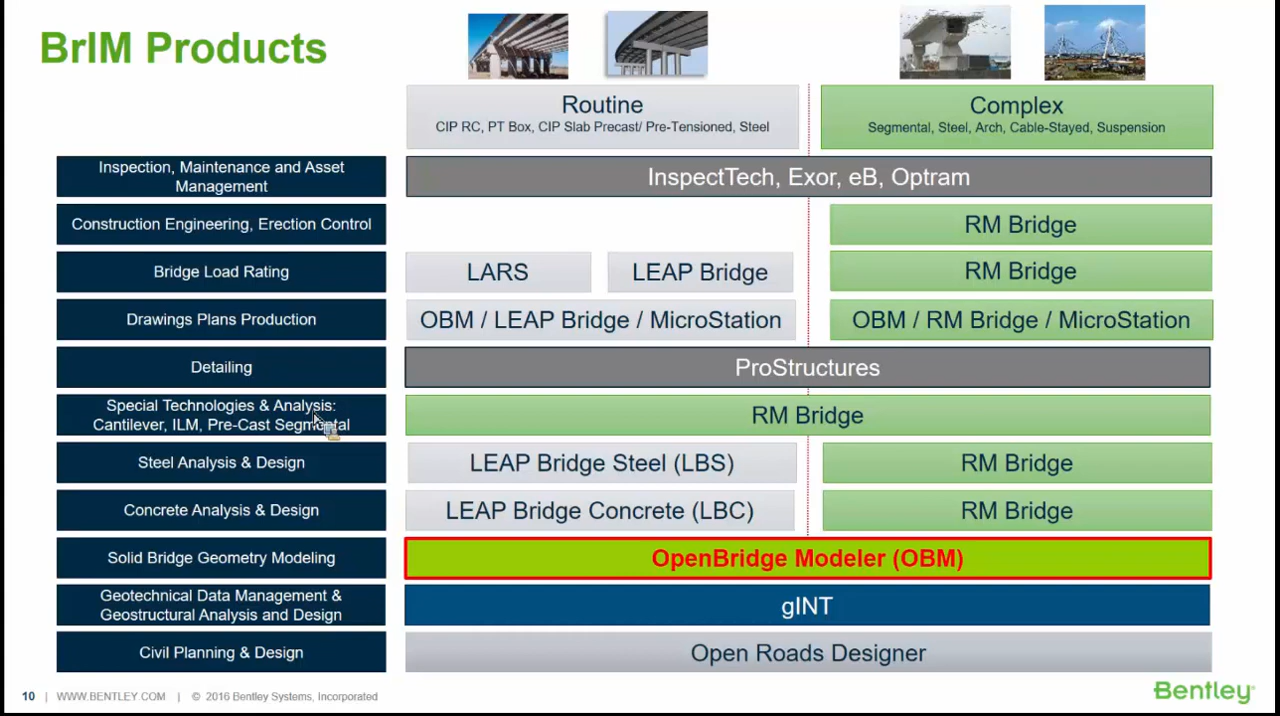 BrIM Products
Routine
CIP RC, PT Box, CIP Slab Precast/ Pre-Tensioned, Steel
Complex
Segmental, Steel, Arch, Cable-Stayed, Suspension
Inspection, Maintenance and Asset
Management
InspectTech, Exor, eB, Optram
Construction Engineering, Erection Control
RM Bridge
Bridge Load Rating
LARS
LEAP Bridge
RM Bridge
Drawings Plans Production
OBM / LEAP Bridge / MicroStation
OBM / RM Bridge / MicroStation
Detailing
ProStructures
Special Technologies & Analysis:
Cantilever, ILM, Pre-Cast Segmental
RM Bridge
Steel Analysis & Design
LEAP Bridge Steel (LBS)
RM Bridge
Concrete Analysis & Design
LEAP Bridge Concrete (LBC)
RM Bridge
Solid Bridge Geometry Modeling
OpenBridge Modeler (OBM)
Geotechnical Data Management &
Geostructural Analysis and Design
gINT
Civil Planning & Design
Open Roads Designer
10 | WWW.BENTLEY.COM | © 2016 Bentley Systems, Incorporated
Bentley®